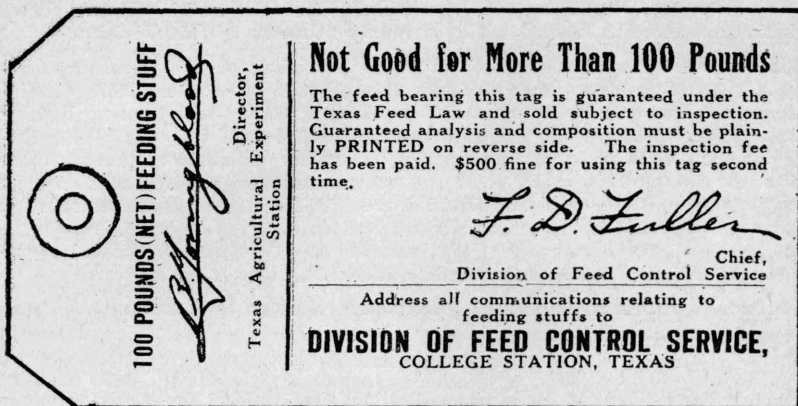 100 POUNDS (NET) FEEDING STUFF
B Youngblood
Director,
Texas Agricultural Experiment
Station
Not Good for More Than 100 Pounds
The feed bearing this tag is guaranteed under the
Texas Feed Law and sold subject to inspection.
Guaranteed analysis and composition must be plain-
ly PRINTED on reverse side. The inspection fee
has been paid. $500 fine for using this tag second
time.
F. D. Fuller
Chief,
Division of Feed Control Service
Address all communications relating to
feeding stuffs to
DIVISION OF FEED CONTROL SERVICE,
COLLEGE STATION, TEXAS